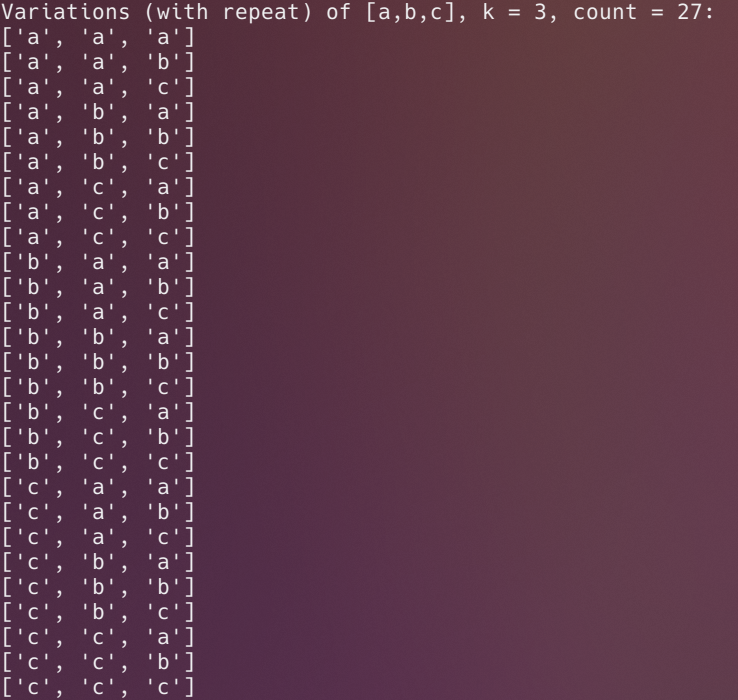 Variations (with repeat) of [a,b,c], k = 3, count = 27:
['a', 'a', 'a']
['a', 'a', 'b']
['a', 'a', 'c']
['a', 'b', 'a']
['a', 'b', 'b']
['a', 'b', 'c']
['a', 'c', 'a']
['a', 'c', 'b']
['a', 'c', 'c']
['b', 'a', 'a']
['b', 'a', 'b']
['b', 'a', 'c']
['b', 'b', 'a']
['b', 'b', 'b']
['b', 'b', 'c']
['b', 'c', 'a']
['b', 'c', 'b']
['b', 'c', 'c']
['c', 'a', 'a']
['c', 'a', 'b']
['c', 'a', 'c']
['c', 'b', 'a']
['c', 'b', 'b']
['c', 'b', 'c']
['c', 'c', 'a']
['c', 'c', 'b']
['c', 'c', 'c']